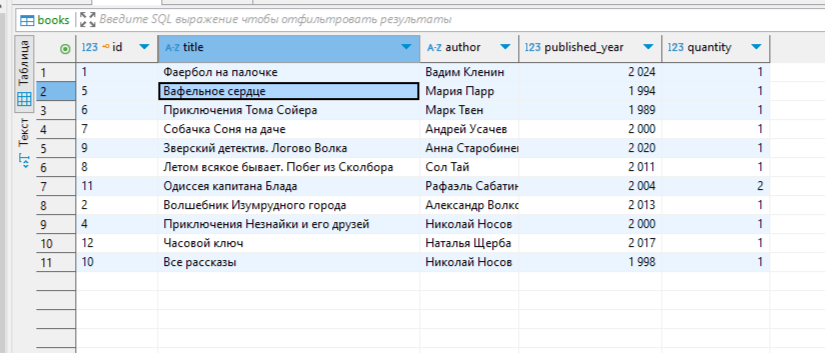 books Введите SQL выражение чтобы отфильтровать результаты
Таблица
Текст
123 id A-Z title A-Z author 123 published_year 123 quantity
1 1 Фаербол на палочке Вадим Кленин 2 024 1
2 5 Вафельное сердце Мария Парр 1 994 1
3 6 Приключения Тома Сойера Марк Твен 1 989 1
4 7 Собачка Соня на даче Андрей Усачев 2 000 1
5 9 Зверский детектив. Логово Волка Анна Старобине 2 020 1
6 8 Летом всякое бывает. Побег из Сколбора Сол Тай 2 011 1
7 11 Одиссея капитана Блада Рафаэль Сабатин 2 004 2
8 2 Волшебник Изумрудного города Александр Волко 2 013 1
9 4 Приключения Незнайки и его друзей Николай Носов 2 000 1
10 12 Часовой ключ Наталья Щерба 2 017 1
11 10 Все рассказы Николай Носов 1 998 1